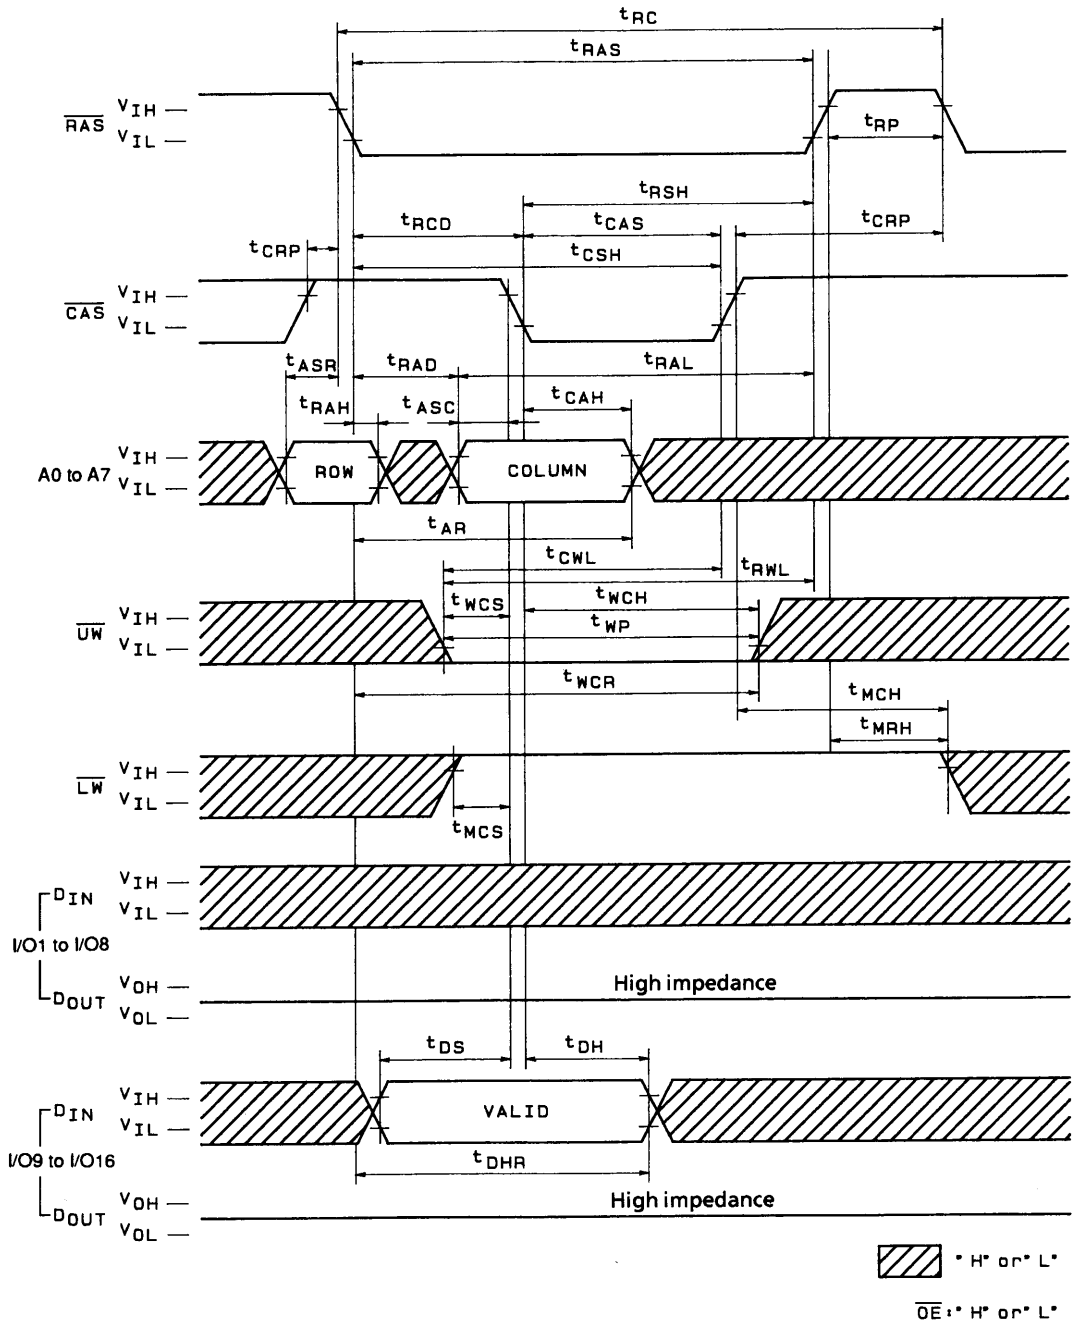 tRC
tRAS
RAS VIH VIL
tRP
tRSH
tRCD tCAS tCRP
tCRP tCSH
CAS VIH VIL
tASR tRAD tRAL
tRAH tASC tCAH
A0 to A7 VIH VIL ROW COLUMN
tAR
tCWL
tRWL
tWCS tWCH
UW VIH VIL
tWP
tWCR
tMCH
tMRH
LW VIH VIL
tMCS
DIN VIH VIL
I/O1 to I/O8
DOUT VOH VOL High impedance
tDS tDH
DIN VIH VIL VALID
I/O9 to I/O16
tDHR
DOUT VOH VOL High impedance
"H" or "L"
OE: "H" or "L"